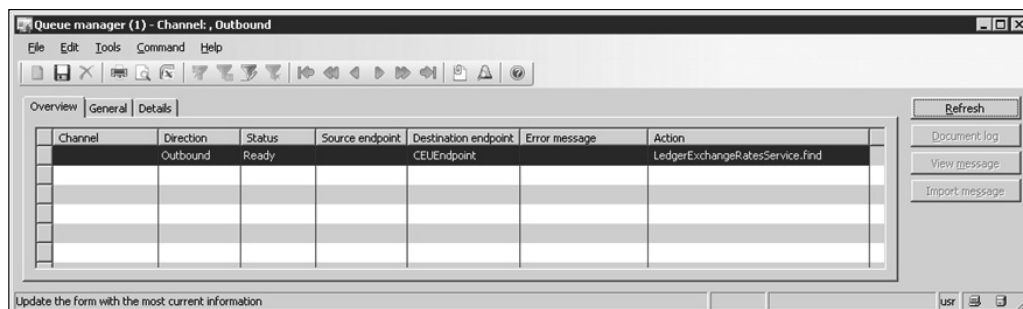 Queue manager (1) - Channel: , Outbound
File Edit Tools Command Help
Overview General Details
Channel Direction Status Source endpoint Destination endpoint Error message Action
Outbound Ready CEUEndpoint LedgerExchangeRatesService.find
Refresh
Document log
View message
Import message
Update the form with the most current information
usr